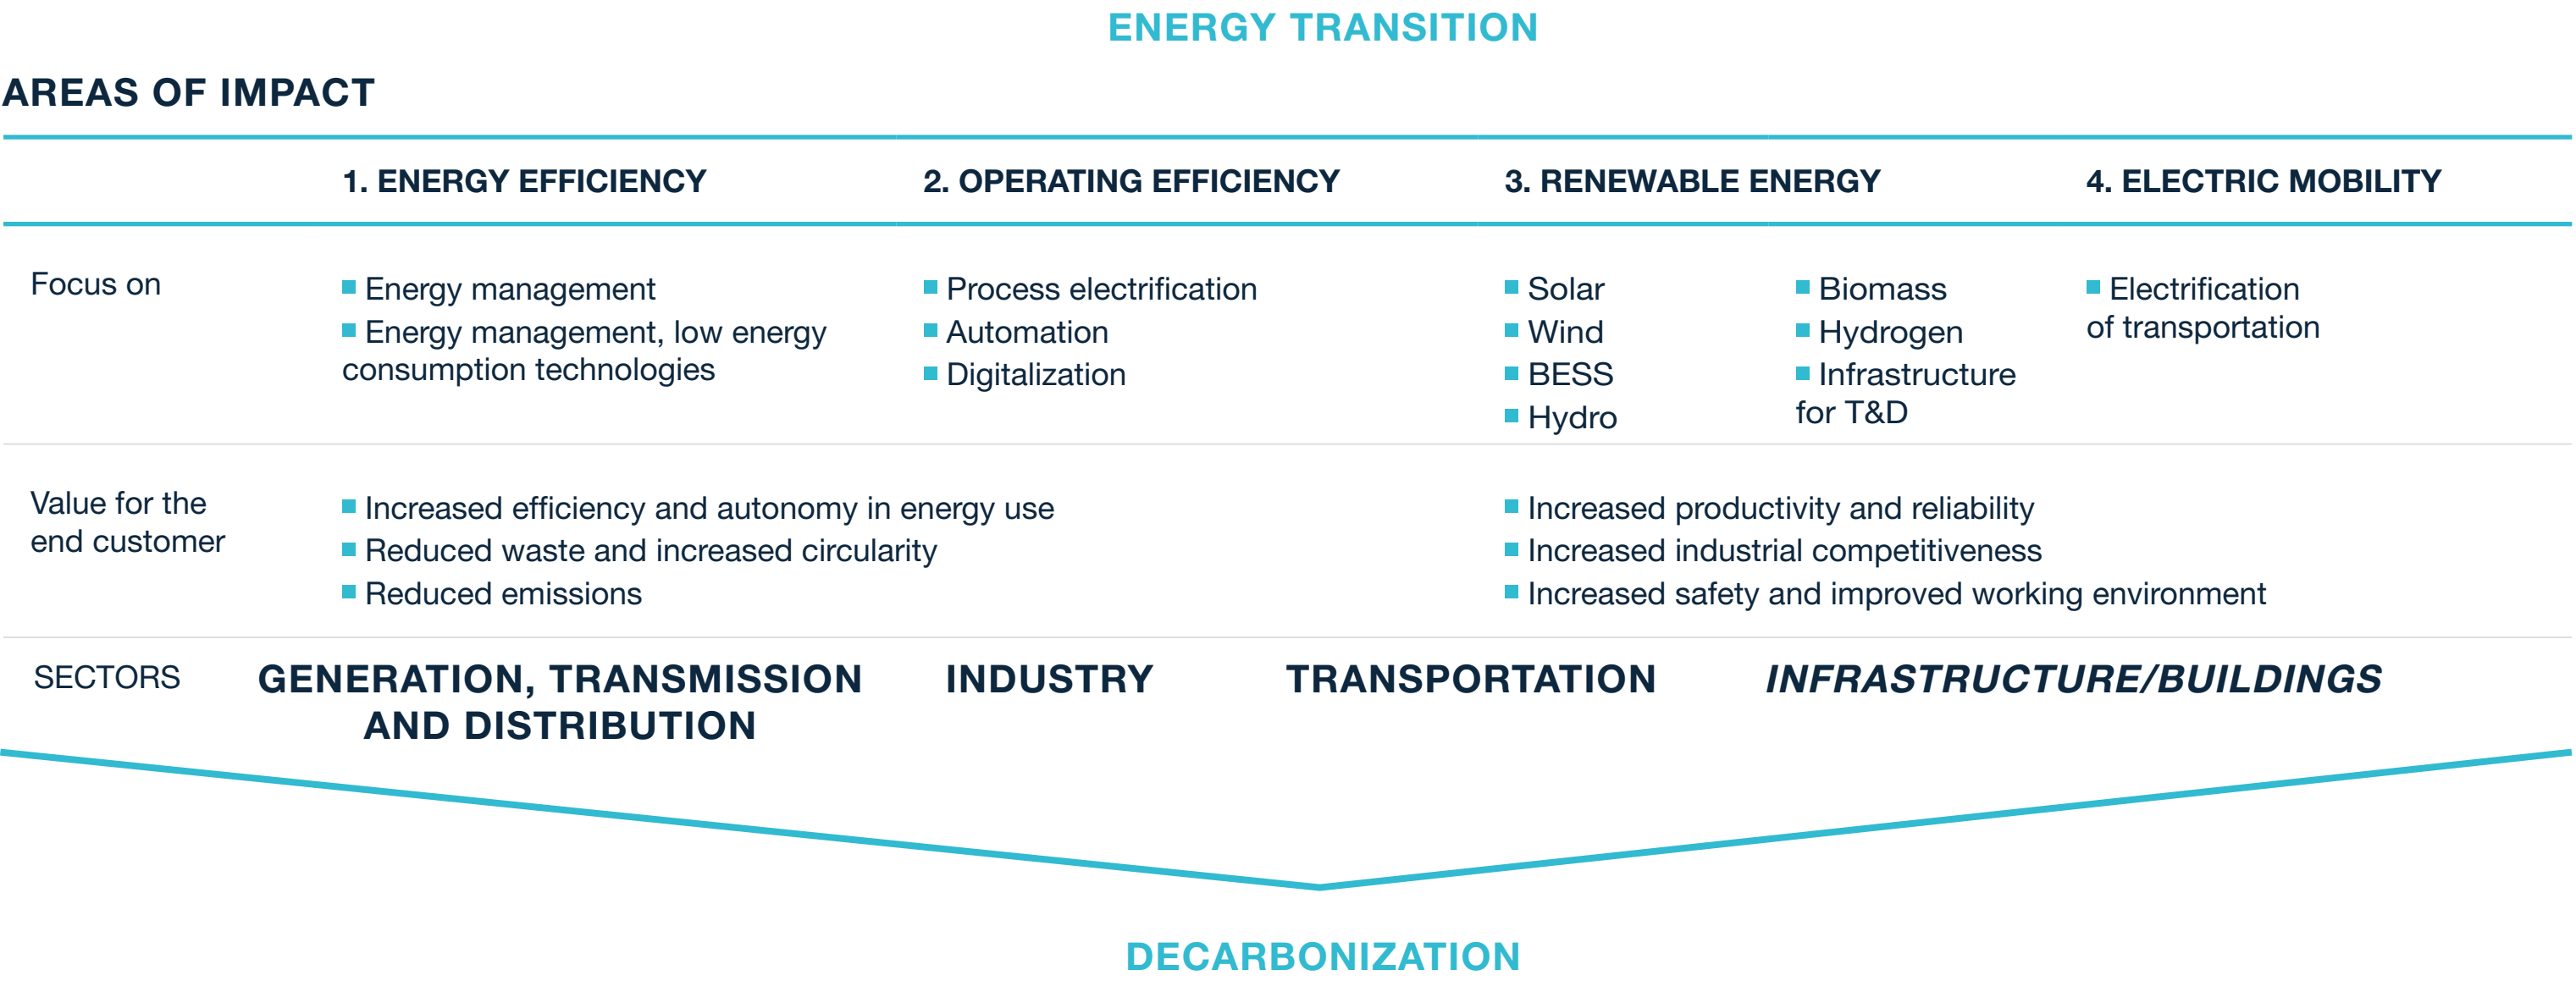 ENERGY TRANSITION
AREAS OF IMPACT
1. ENERGY EFFICIENCY
2. OPERATING EFFICIENCY
3. RENEWABLE ENERGY
4. ELECTRIC MOBILITY
Focus on
Energy management
Energy management, low energy
consumption technologies
Process electrification
Automation
Digitalization
Solar
Wind
BESS
Hydro
Biomass
Hydrogen
Infrastructure
for T&D
Electrification
of transportation
Value for the
end customer
Increased efficiency and autonomy in energy use
Reduced waste and increased circularity
Reduced emissions
Increased productivity and reliability
Increased industrial competitiveness
Increased safety and improved working environment
SECTORS
GENERATION, TRANSMISSION
AND DISTRIBUTION
INDUSTRY
TRANSPORTATION
INFRASTRUCTURE/BUILDINGS
DECARBONIZATION